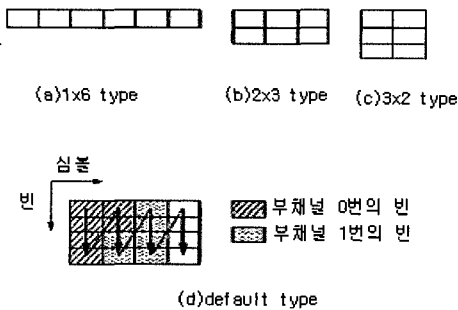 (a)1x6 type
(b)2x3 type
(c)3x2 type
심볼
빈
부채널 0번의 빈
부채널 1번의 빈
(d)default type